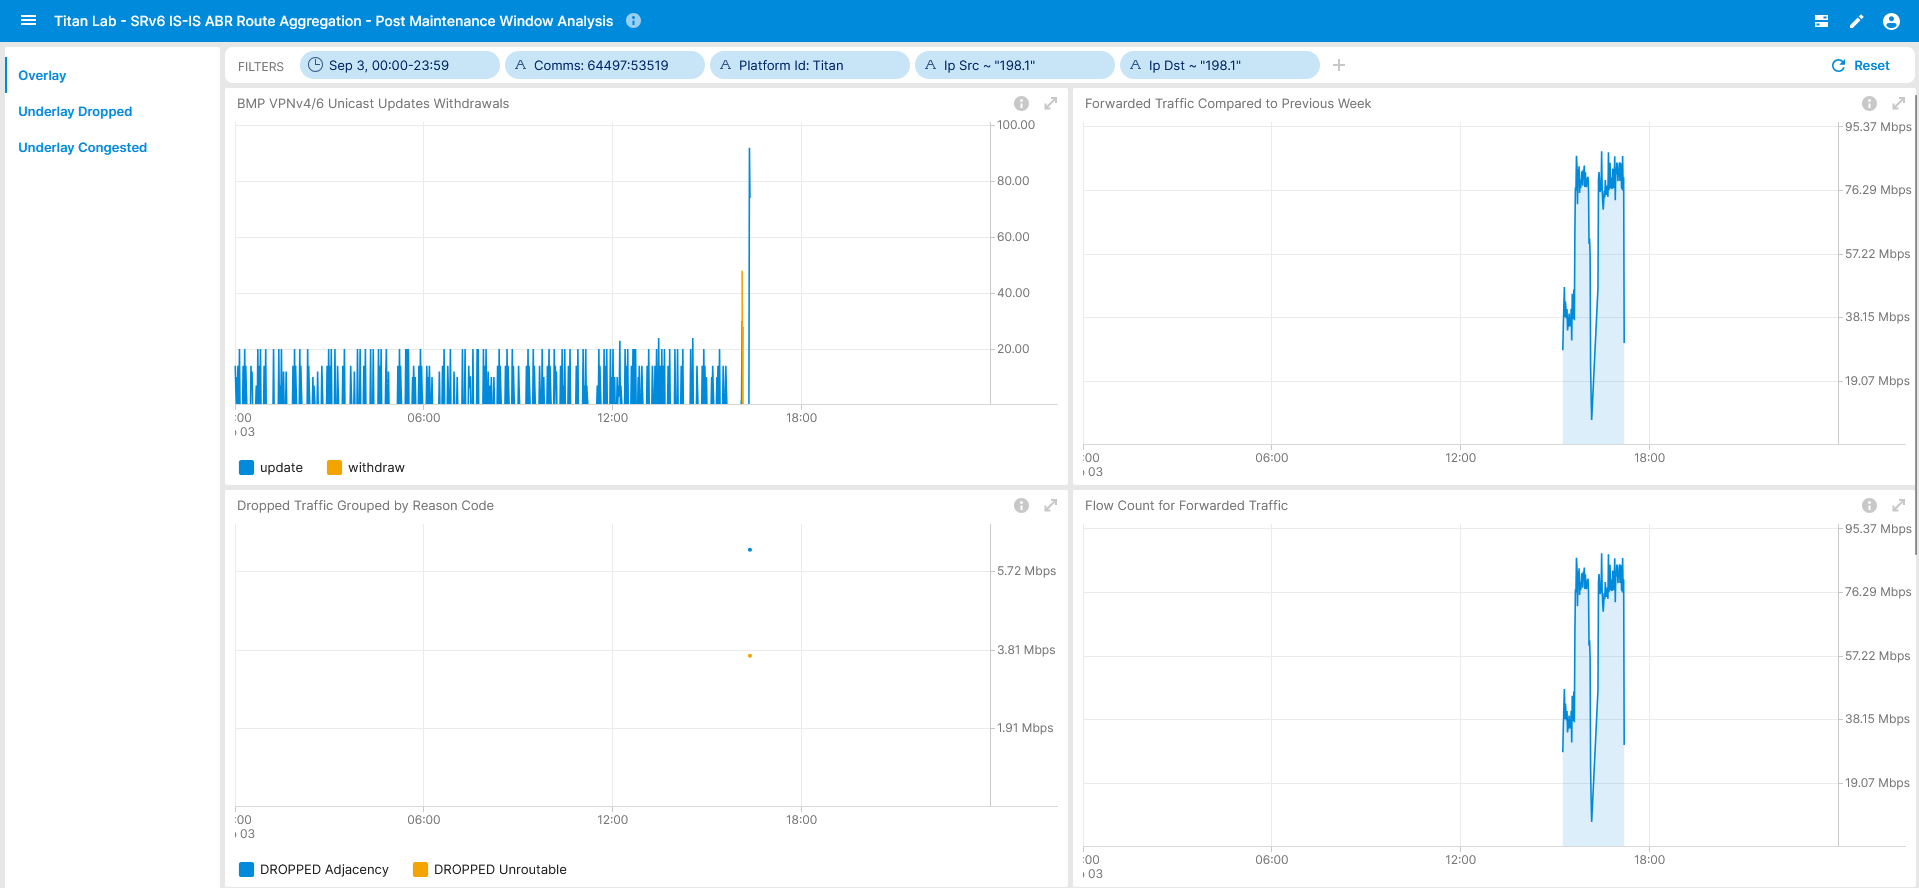 Titan Lab - SRv6 IS-IS ABR Route Aggregation - Post Maintenance Window Analysis
Overlay
Underlay Dropped
Underlay Congested
FILTERS
Sep 3, 00:00-23:59
Comms: 64497:53519
Platform Id: Titan
Ip Src ~ "198.1"
Ip Dst ~ "198.1"
Reset
BMP VPNv4/6 Unicast Updates Withdrawals
100.00
80.00
60.00
40.00
20.00
:00
03
06:00
12:00
18:00
update
withdraw
Forwarded Traffic Compared to Previous Week
95.37 Mbps
76.29 Mbps
57.22 Mbps
38.15 Mbps
19.07 Mbps
:00
03
06:00
12:00
18:00
Dropped Traffic Grouped by Reason Code
5.72 Mbps
3.81 Mbps
1.91 Mbps
:00
03
06:00
12:00
18:00
DROPPED Adjacency
DROPPED Unroutable
Flow Count for Forwarded Traffic
95.37 Mbps
76.29 Mbps
57.22 Mbps
38.15 Mbps
19.07 Mbps
:00
03
06:00
12:00
18:00